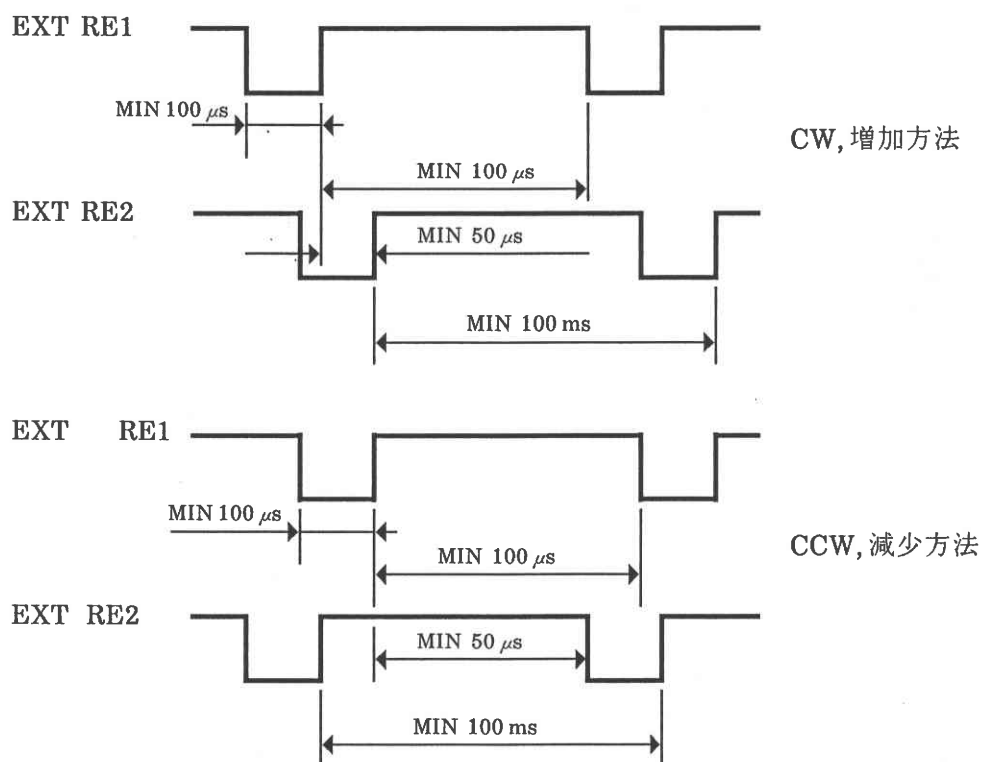 EXT RE1
MIN 100 μs
CW, 增加方法
MIN 100 μs
EXT RE2
MIN 50 μs
MIN 100 ms
EXT RE1
MIN 100 μs
CCW, 減少方法
MIN 100 μs
EXT RE2
MIN 50 μs
MIN 100 ms